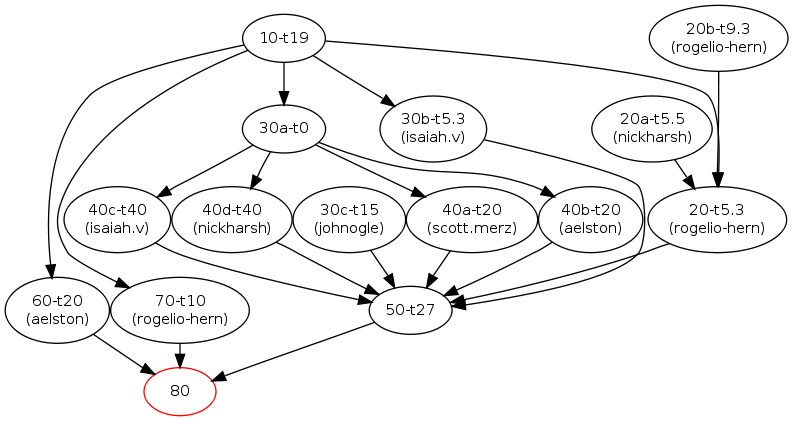 10-t19
20b-t9.3
(rogelio-hern)
30a-t0
30b-t5.3
(isaiah.v)
20a-t5.5
(nickharsh)
40c-t40
(isaiah.v)
40d-t40
(nickharsh)
30c-t15
(johnogle)
40a-t20
(scott.merz)
40b-t20
(aelston)
20-t5.3
(rogelio-hern)
60-t20
(aelston)
70-t10
(rogelio-hern)
50-t27
80